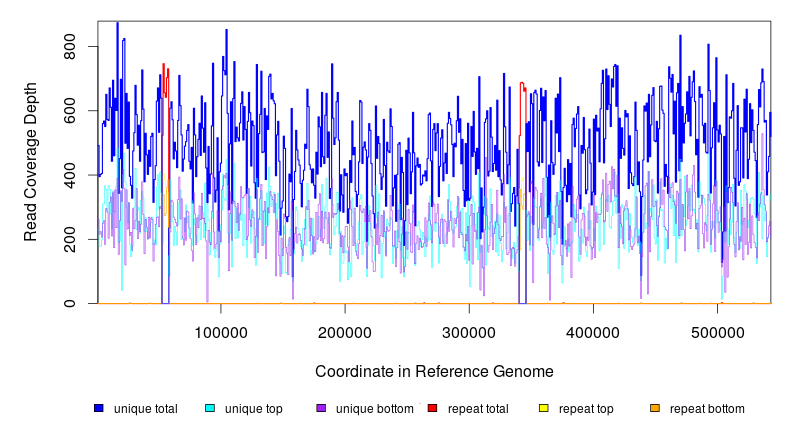 800
600
400
200
0
Read Coverage Depth
100000 200000 300000 400000 500000
Coordinate in Reference Genome
unique total unique top unique bottom repeat total repeat top repeat bottom